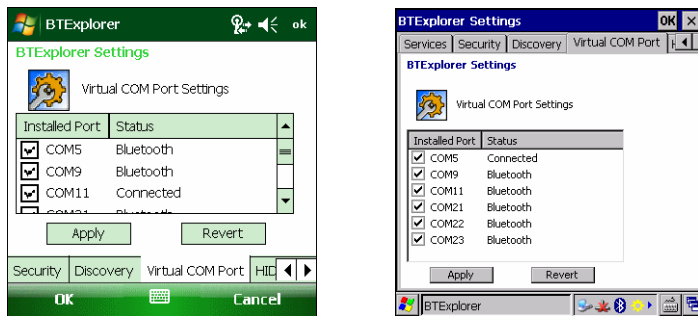 BTExplorer ok
BTExplorer Settings
Virtual COM Port Settings
Installed Port Status
COM5 Bluetooth
COM9 Bluetooth
COM11 Connected
COM21 Bluetooth
Apply Revert
Security Discovery Virtual COM Port HID
OK Cancel
BTExplorer Settings OK ×
Services Security Discovery Virtual COM Port
BTExplorer Settings
Virtual COM Port Settings
Installed Port Status
COM5 Connected
COM9 Bluetooth
COM11 Bluetooth
COM21 Bluetooth
COM22 Bluetooth
COM23 Bluetooth
Apply Revert
BTExplorer